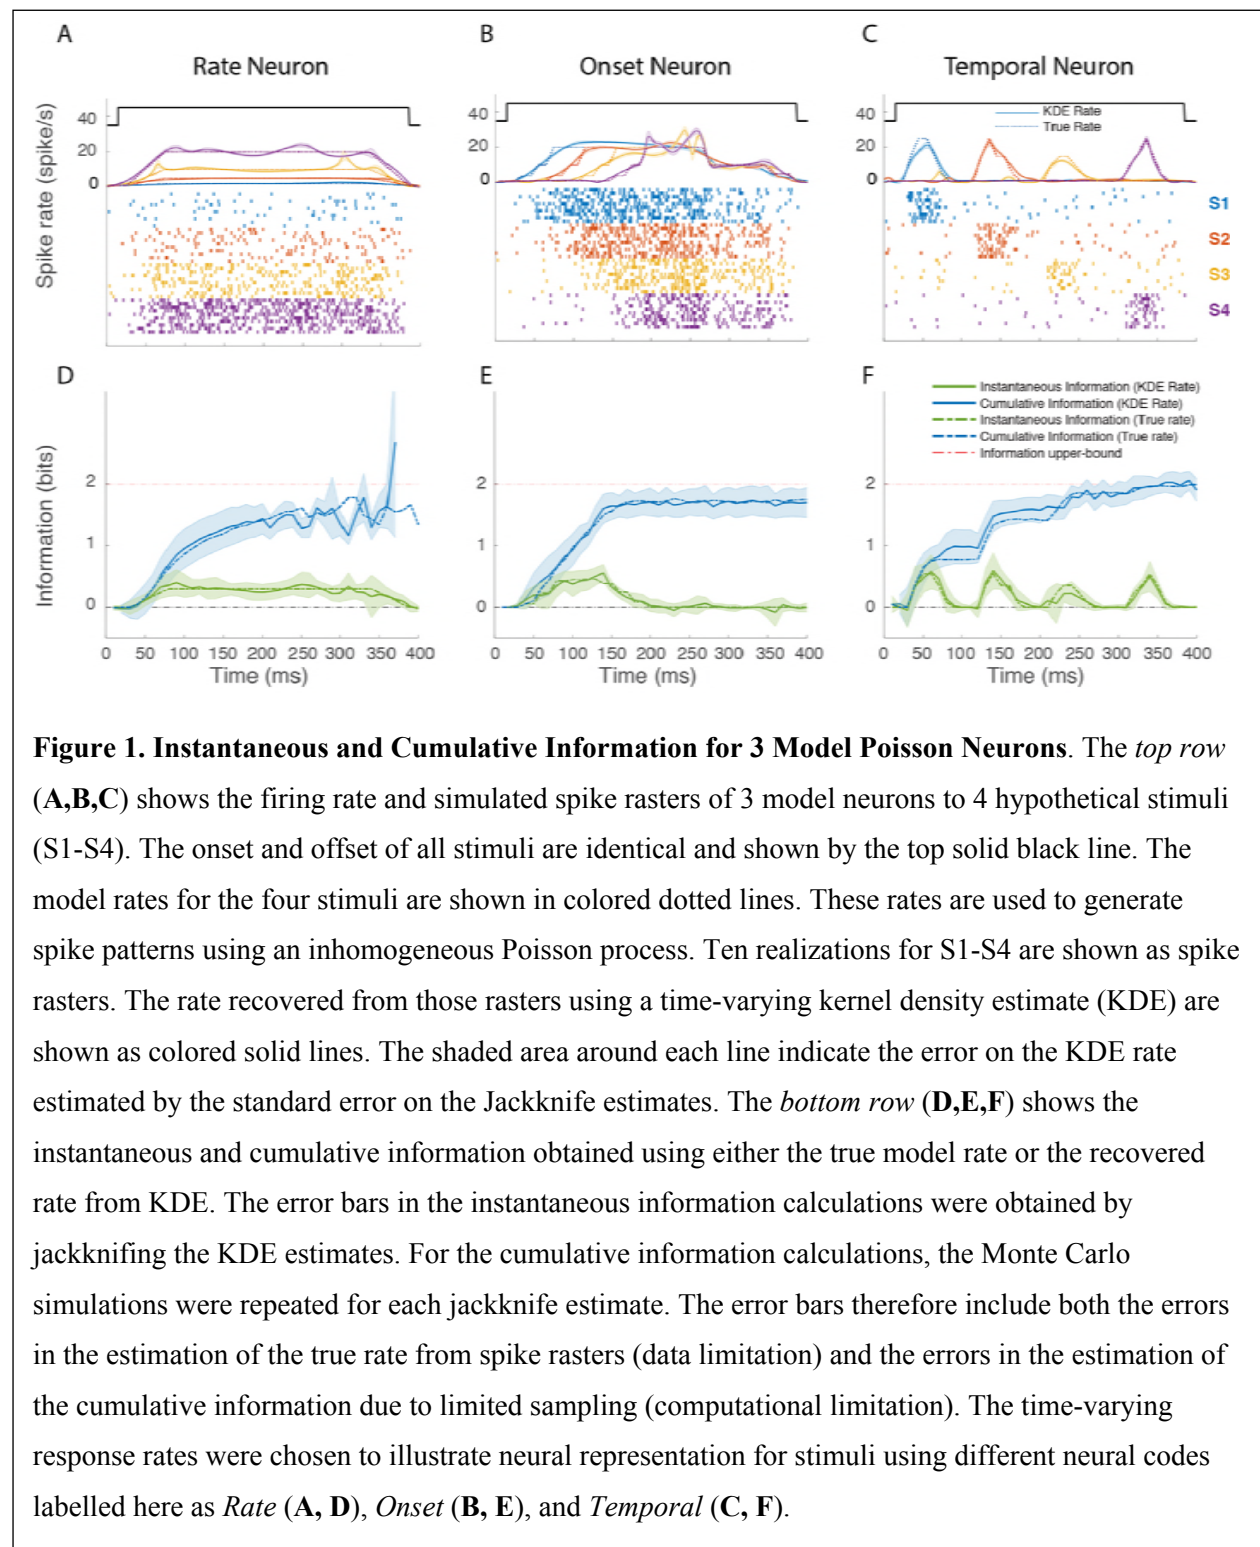 A
B
C
Rate Neuron
Onset Neuron
Temporal Neuron
Spike rate (spike/s)
40
20
0
40
20
0
40
20
0
KDE Rate
True Rate
S1
S2
S3
S4
D
E
F
Instantaneous Information (KDE Rate)
Cumulative Information (KDE Rate)
Instantaneous Information (True rate)
Cumulative Information (True rate)
Information upper-bound
Information (bits)
2
1
0
2
1
0
2
1
0
0 50 100 150 200 250 300 350 400
0 50 100 150 200 250 300 350 400
0 50 100 150 200 250 300 350 400
Time (ms)
Time (ms)
Time (ms)
Figure 1. Instantaneous and Cumulative Information for 3 Model Poisson Neurons. The top row
(A,B,C) shows the firing rate and simulated spike rasters of 3 model neurons to 4 hypothetical stimuli
(S1-S4). The onset and offset of all stimuli are identical and shown by the top solid black line. The
model rates for the four stimuli are shown in colored dotted lines. These rates are used to generate
spike patterns using an inhomogeneous Poisson process. Ten realizations for S1-S4 are shown as spike
rasters. The rate recovered from those rasters using a time-varying kernel density estimate (KDE) are
shown as colored solid lines. The shaded area around each line indicate the error on the KDE rate
estimated by the standard error on the Jackknife estimates. The bottom row (D,E,F) shows the
instantaneous and cumulative information obtained using either the true model rate or the recovered
rate from KDE. The error bars in the instantaneous information calculations were obtained by
jackknifing the KDE estimates. For the cumulative information calculations, the Monte Carlo
simulations were repeated for each jackknife estimate. The error bars therefore include both the errors
in the estimation of the true rate from spike rasters (data limitation) and the errors in the estimation of
the cumulative information due to limited sampling (computational limitation). The time-varying
response rates were chosen to illustrate neural representation for stimuli using different neural codes
labelled here as Rate (A, D), Onset (B, E), and Temporal (C, F).